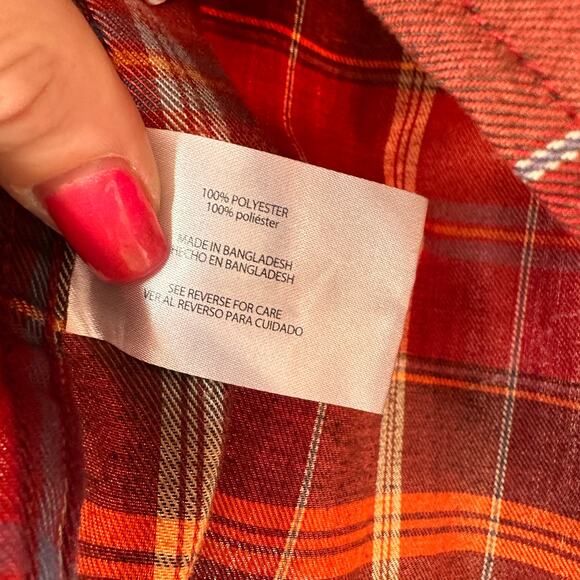 100% POLYESTER
100% poliéster
MADE IN BANGLADESH
HECHO EN BANGLADESH
SEE REVERSE FOR CARE
VER AL REVERSO PARA CUIDADO